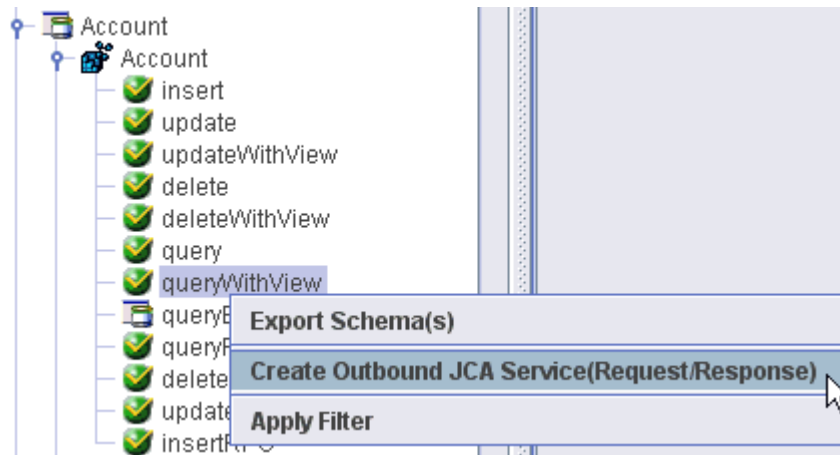 Account
Account
insert
update
updateWithView
delete
deleteWithView
query
queryWithView
Export Schema(s)
Create Outbound JCA Service(Request/Response)
delete
Apply Filter